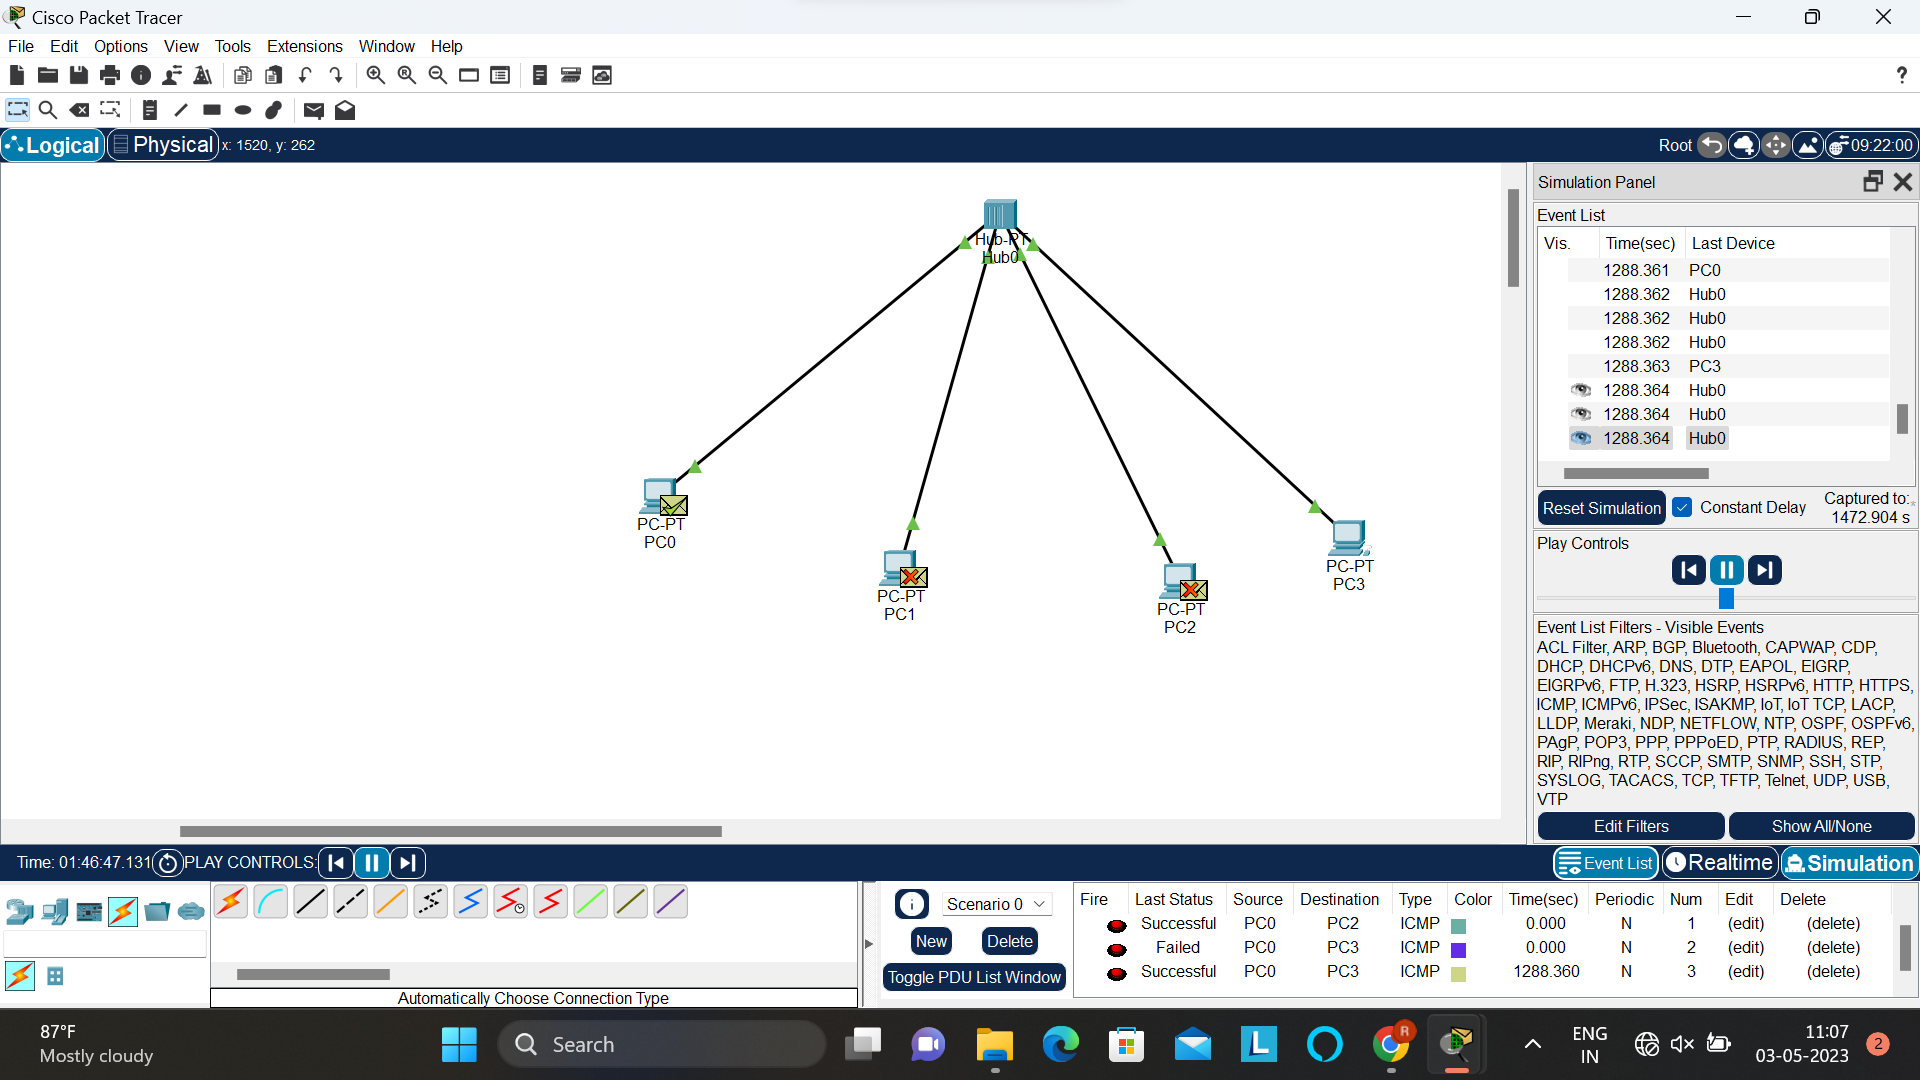 Cisco Packet Tracer
File Edit Options View Tools Extensions Window Help
?
Logical Physical x: 1520, y: 262
Root 09:22:00
Hub-PT
Hub0
PC-PT
PC0
PC-PT
PC1
PC-PT
PC2
PC-PT
PC3
Simulation Panel
Event List
Vis. Time(sec) Last Device
1288.361 PC0
1288.362 Hub0
1288.362 Hub0
1288.362 Hub0
1288.363 PC3
1288.364 Hub0
1288.364 Hub0
1288.364 Hub0
Reset Simulation Constant Delay Captured to:
1472.904 s
Play Controls
Event List Filters - Visible Events
ACL Filter, ARP, BGP, Bluetooth, CAPWAP, CDP,
DHCP, DHCPv6, DNS, DTP, EAPOL, EIGRP,
EIGRPv6, FTP, H.323, HSRP, HSRPv6, HTTP, HTTPS,
ICMP, ICMPv6, IPSec, ISAKMP, IoT, IoT TCP, LACP,
LLDP, Meraki, NDP, NETFLOW, NTP, OSPF, OSPFv6,
PAgP, POP3, PPP, PPPoED, PTP, RADIUS, REP,
RIP, RIPng, RTP, SCCP, SMTP, SNMP, SSH, STP,
SYSLOG, TACACS, TCP, TFTP, Telnet, UDP, USB,
VTP
Edit Filters Show All/None
Time: 01:46:47.131 PLAY CONTROLS:
Event List Realtime Simulation
Automatically Choose Connection Type
Scenario 0
New Delete
Toggle PDU List Window
Fire Last Status Source Destination Type Color Time(sec) Periodic Num Edit Delete
Successful PC0 PC2 ICMP 0.000 N 1 (edit) (delete)
Failed PC0 PC3 ICMP 0.000 N 2 (edit) (delete)
Successful PC0 PC3 ICMP 1288.360 N 3 (edit) (delete)
87°F
Mostly cloudy
Search
L
R
ENG
IN
11:07
03-05-2023
2